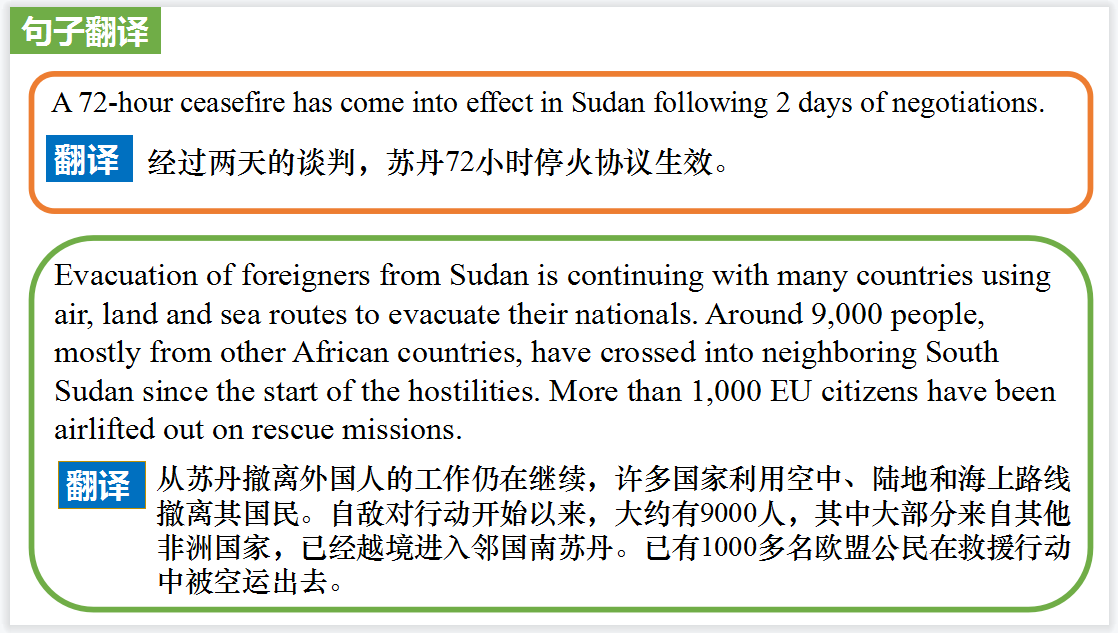 句子翻译
A 72-hour ceasefire has come into effect in Sudan following 2 days of negotiations.
翻译 经过两天的谈判，苏丹72小时停火协议生效。
Evacuation of foreigners from Sudan is continuing with many countries using
air, land and sea routes to evacuate their nationals. Around 9,000 people,
mostly from other African countries, have crossed into neighboring South
Sudan since the start of the hostilities. More than 1,000 EU citizens have been
airlifted out on rescue missions.
翻译 从苏丹撤离外国人的工作仍在继续，许多国家利用空中、陆地和海上路线
撤离其国民。自敌对行动开始以来，大约有9000人，其中大部分来自其他
非洲国家，已经越境进入邻国南苏丹。已有1000多名欧盟公民在救援行动
中被空运出去。